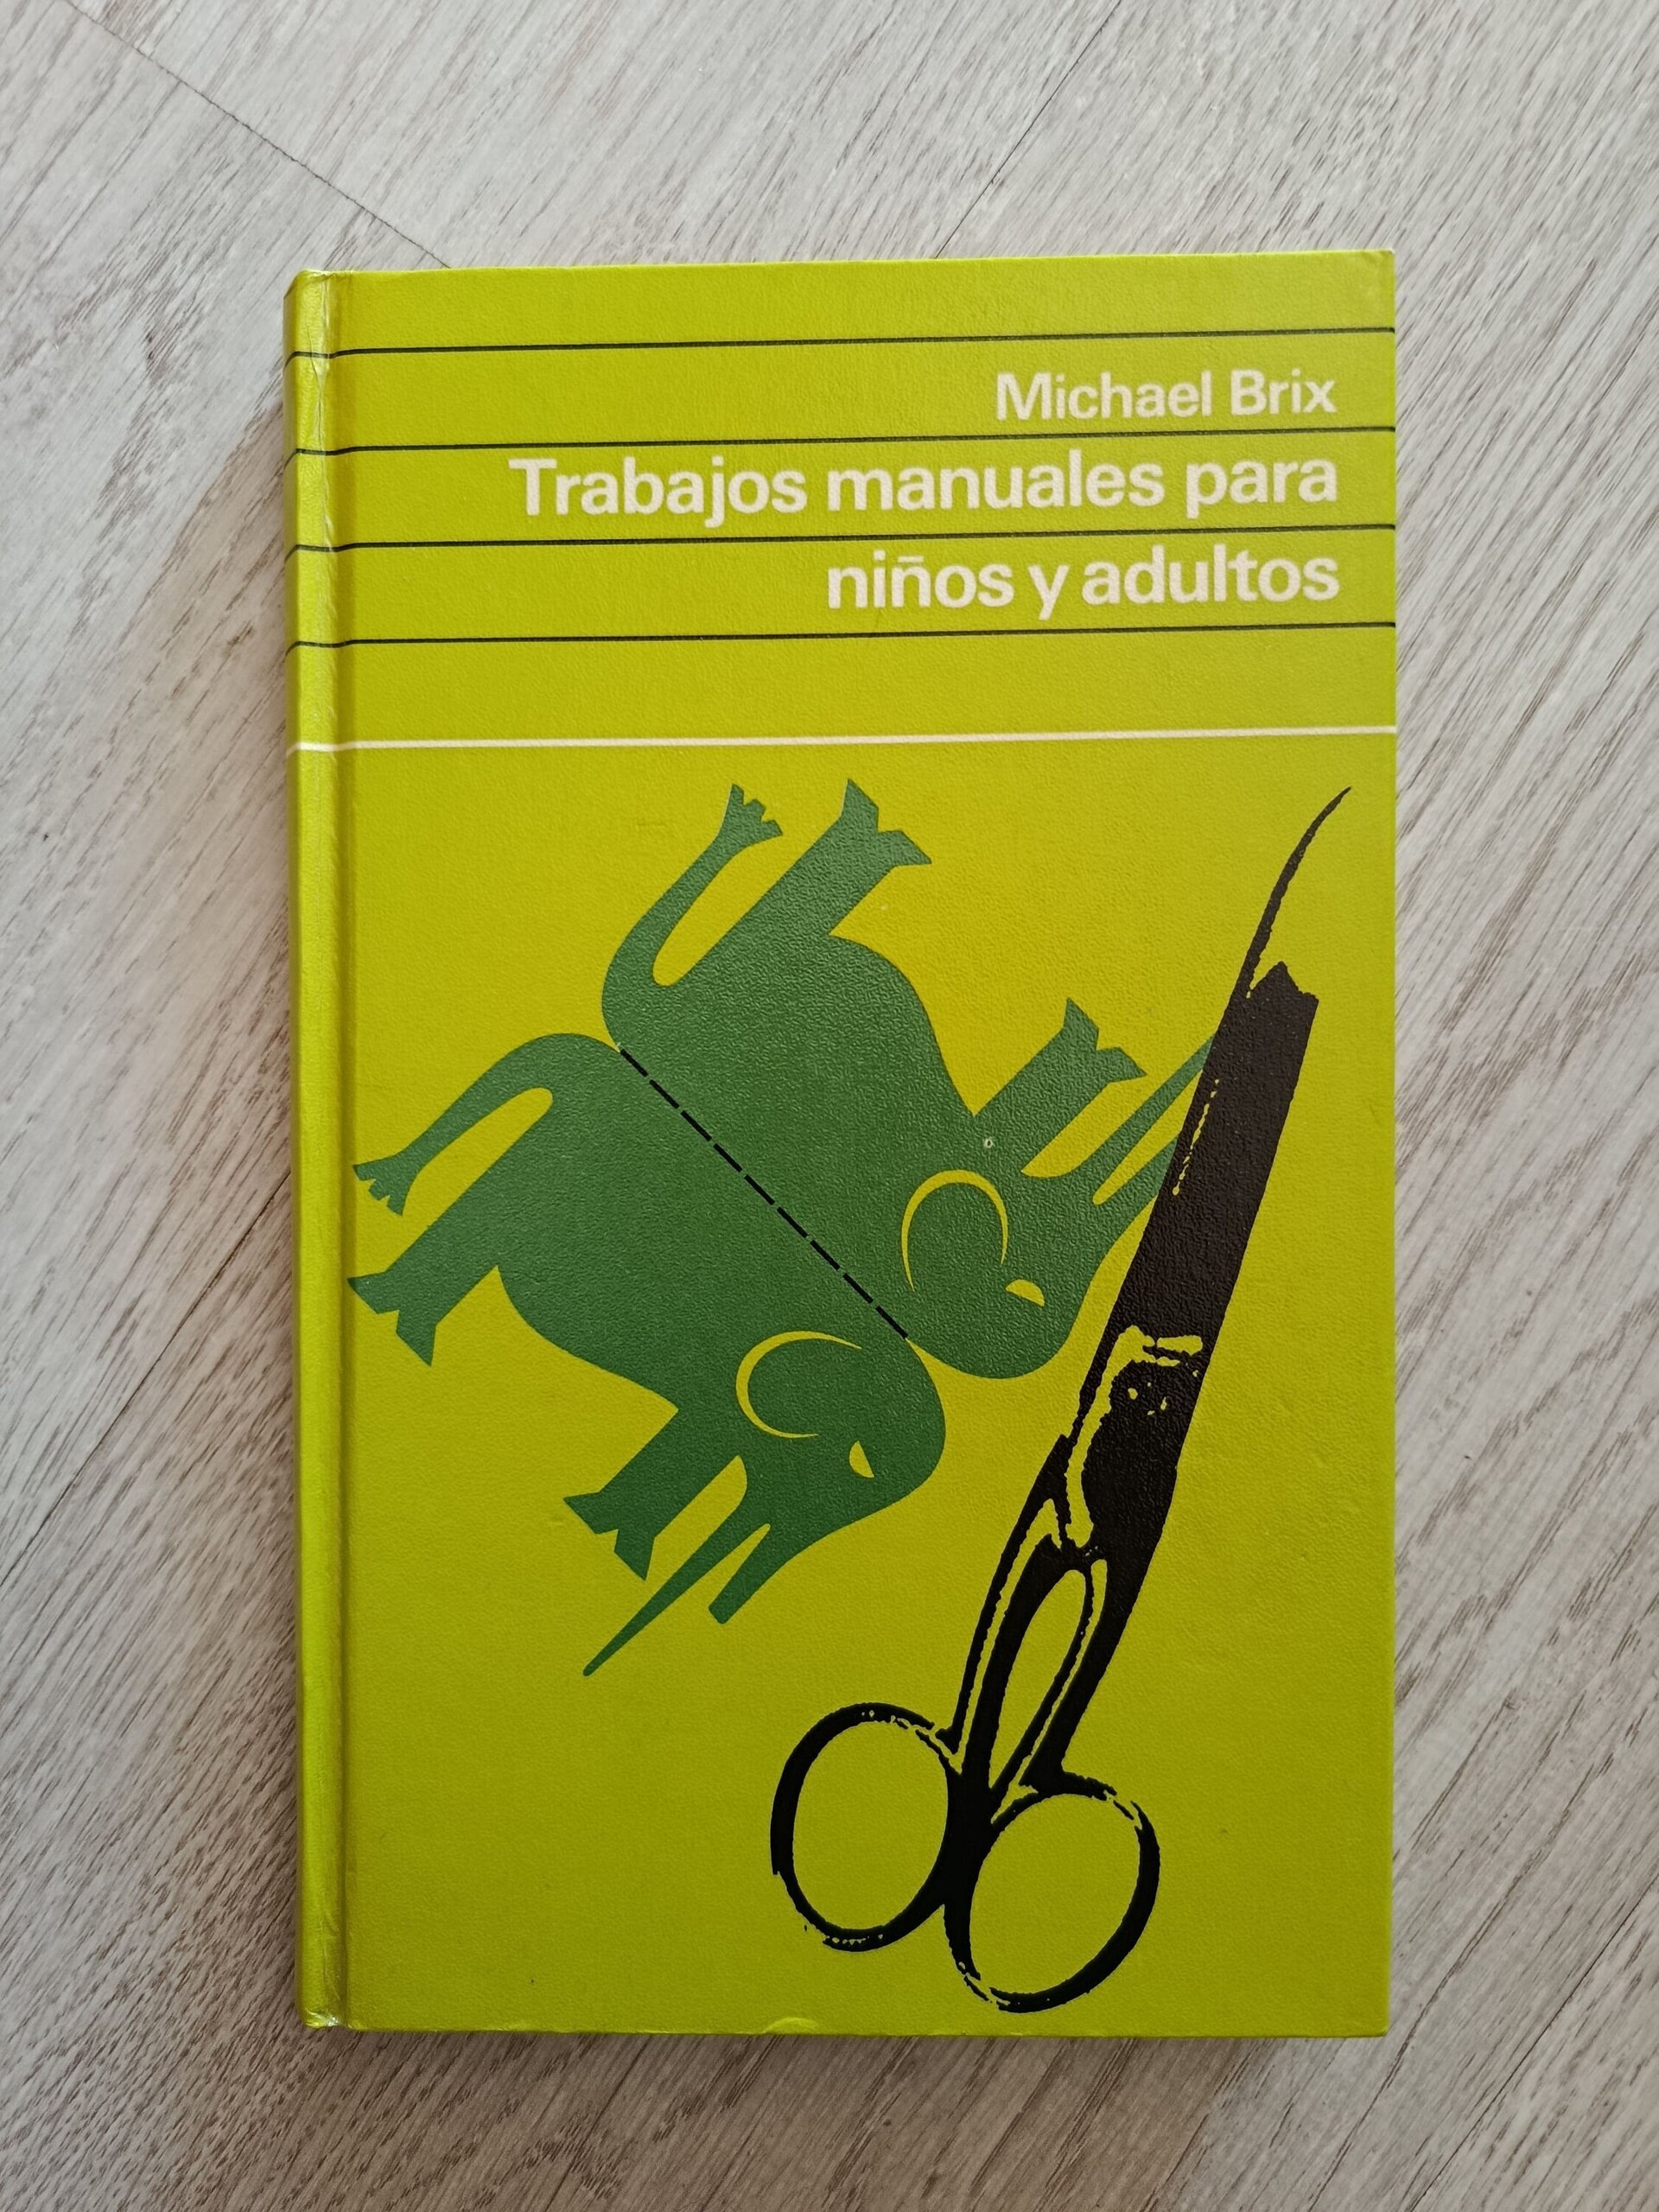 Michael Brix
Trabajos manuales para
niños y adultos